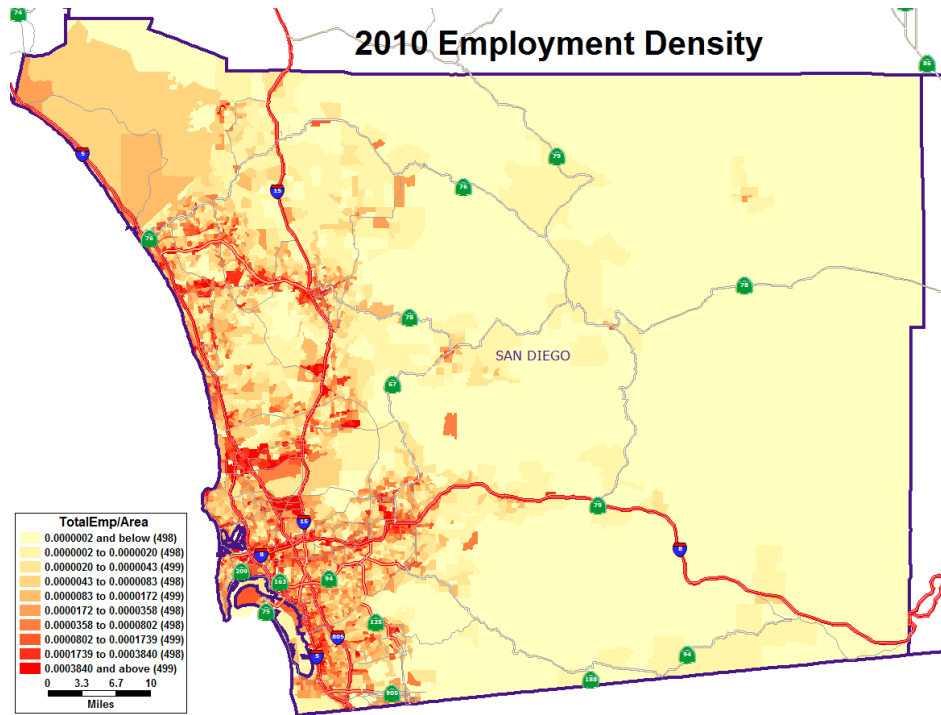 74
2010 Employment Density
86
5
79
15
76
76
78
78
SAN DIEGO
67
79
15
8
8
209
163
94
75
125
805
5
94
188
905
TotalEmp/Area
0.0000002 and below (498)
0.0000002 to 0.0000020 (498)
0.0000020 to 0.0000043 (499)
0.0000043 to 0.0000083 (498)
0.0000083 to 0.0000172 (498)
0.0000172 to 0.0000358 (498)
0.0000358 to 0.0000802 (498)
0.0000802 to 0.0001739 (499)
0.0001739 to 0.0003840 (498)
0.0003840 and above (499)
0 3.3 6.7 10
Miles